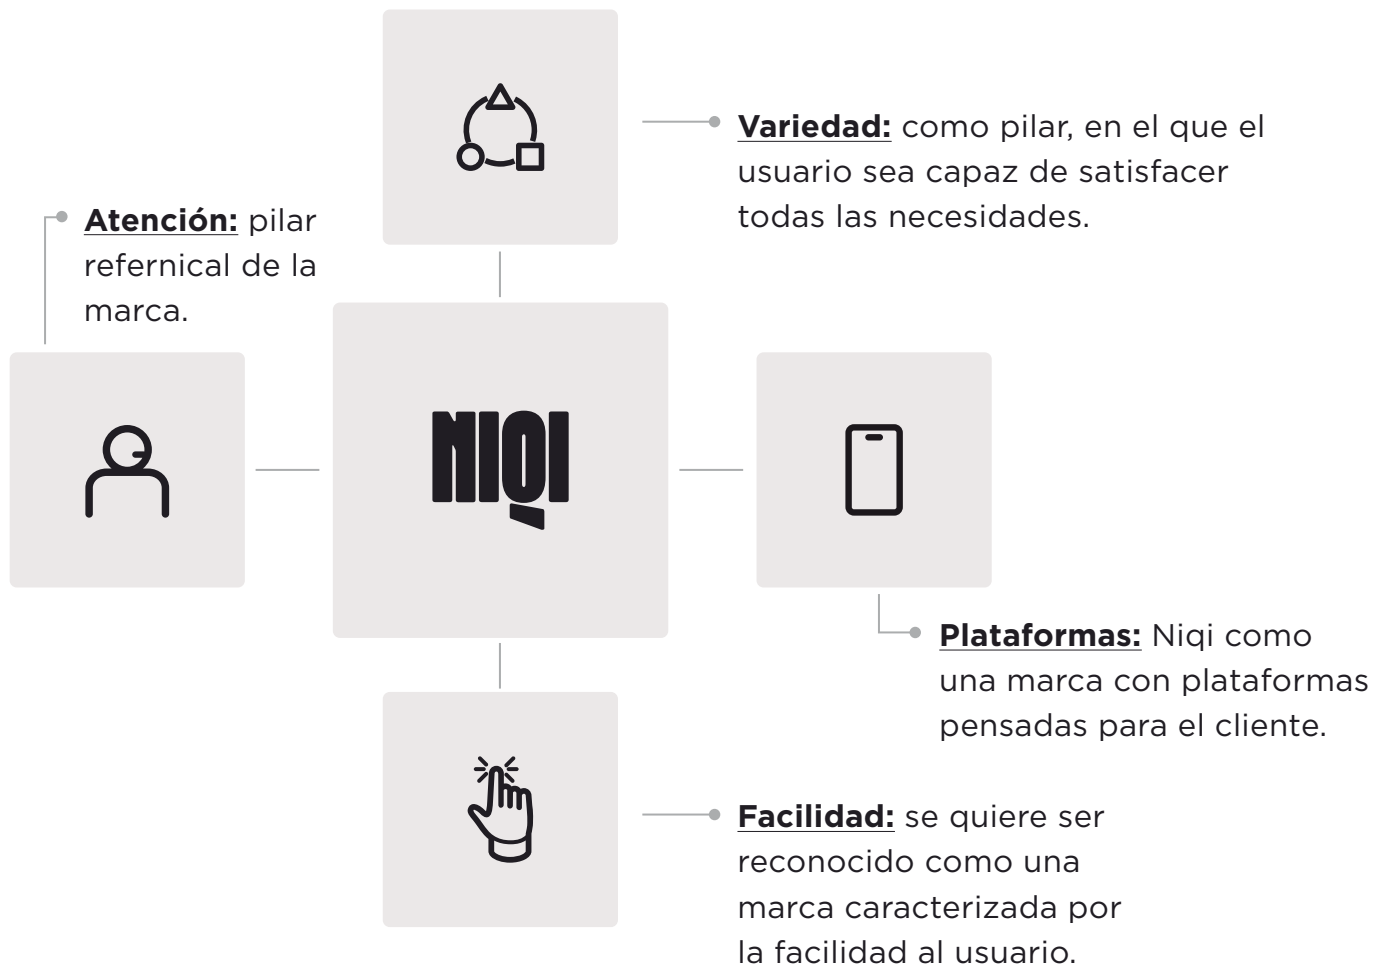 Variedad: como pilar, en el que el
usuario sea capaz de satisfacer
todas las necesidades.
Atención: pilar
refernical de la
marca.
NIQI
Plataformas: Niqi como
una marca con plataformas
pensadas para el cliente.
Facilidad: se quiere ser
reconocido como una
marca caracterizada por
la facilidad al usuario.